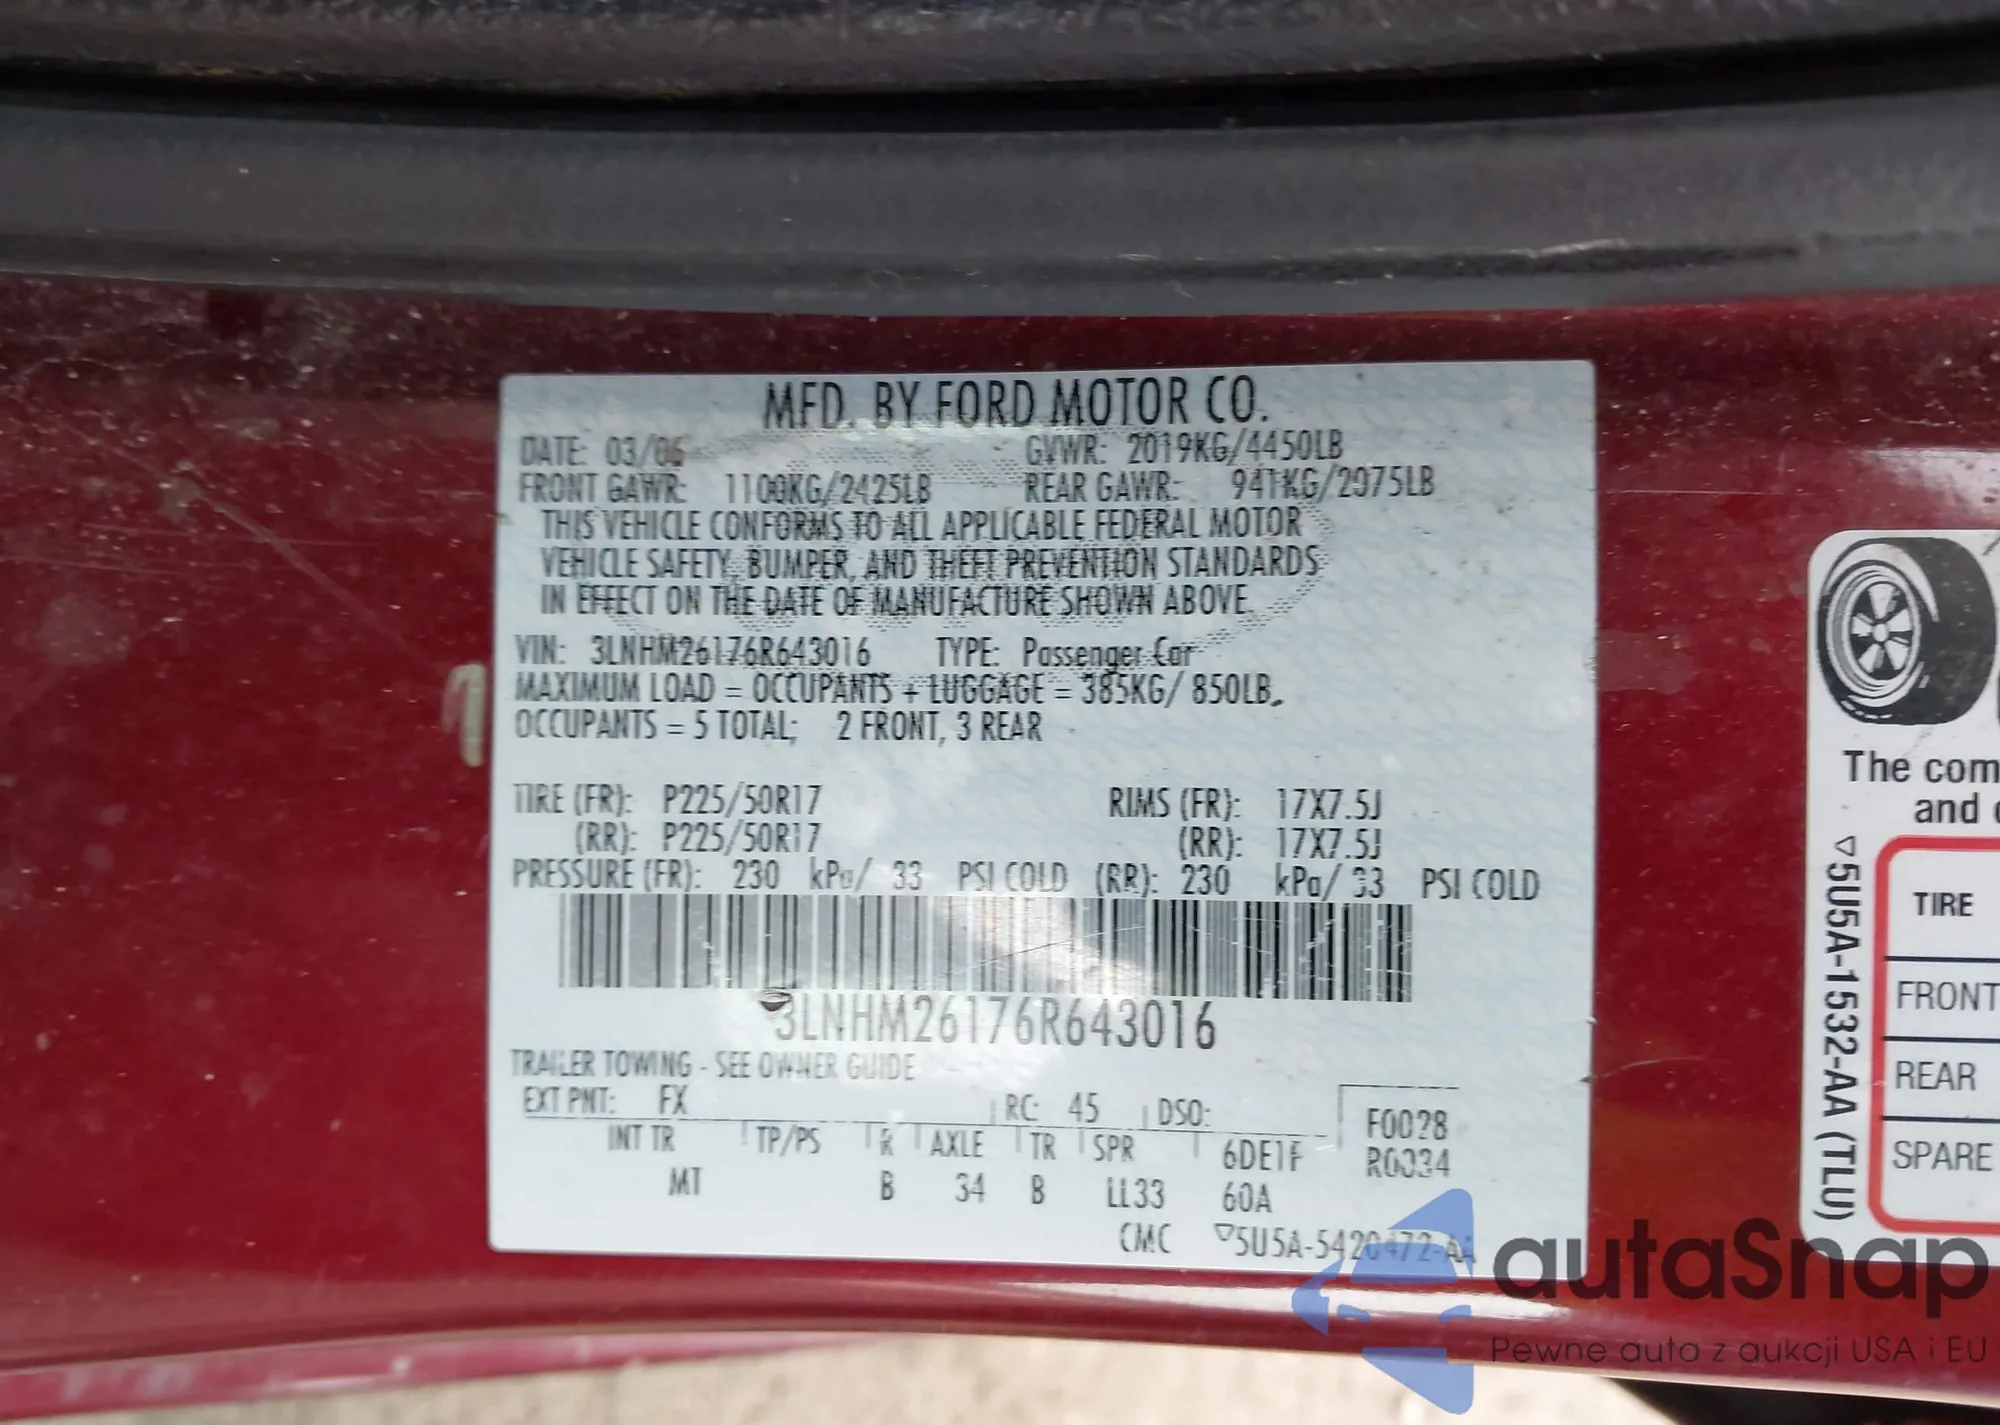 MFD. BY FORD MOTOR CO.
DATE: 03/06 GVWR: 2019KG/4450LB
FRONT GAWR: 1100KG/2425LB REAR GAWR: 941KG/2075LB
THIS VEHICLE CONFORMS TO ALL APPLICABLE FEDERAL MOTOR
VEHICLE SAFETY, BUMPER, AND THEFT PREVENTION STANDARDS
IN EFFECT ON THE DATE OF MANUFACTURE SHOWN ABOVE.
VIN: 3LNHM26176R643016 TYPE: Passenger Car
MAXIMUM LOAD = OCCUPANTS + LUGGAGE = 385KG/ 850LB.
OCCUPANTS = 5 TOTAL; 2 FRONT, 3 REAR
TIRE (FR): P225/50R17 RIMS (FR): 17X7.5J
(RR): P225/50R17 (RR): 17X7.5J
PRESSURE (FR): 230 kPa/ 33 PSI COLD (RR): 230 kPa/ 33 PSI COLD
3LNHM26176R643016
TRAILER TOWING - SEE OWNER GUIDE
EXT PNT: FX RC: 45 DSO: F0028
INT TR TP/PS R AXLE TR SPR 6DE1F R0034
MT B 34 B LL33 60A
CMC ▽5U5A-5420472-AA
The com
and
▽5U5A-1532-AA (TLU)
TIRE
FRONT
REAR
SPARE
autaSnap
Pewne auta z aukcji USA i EU